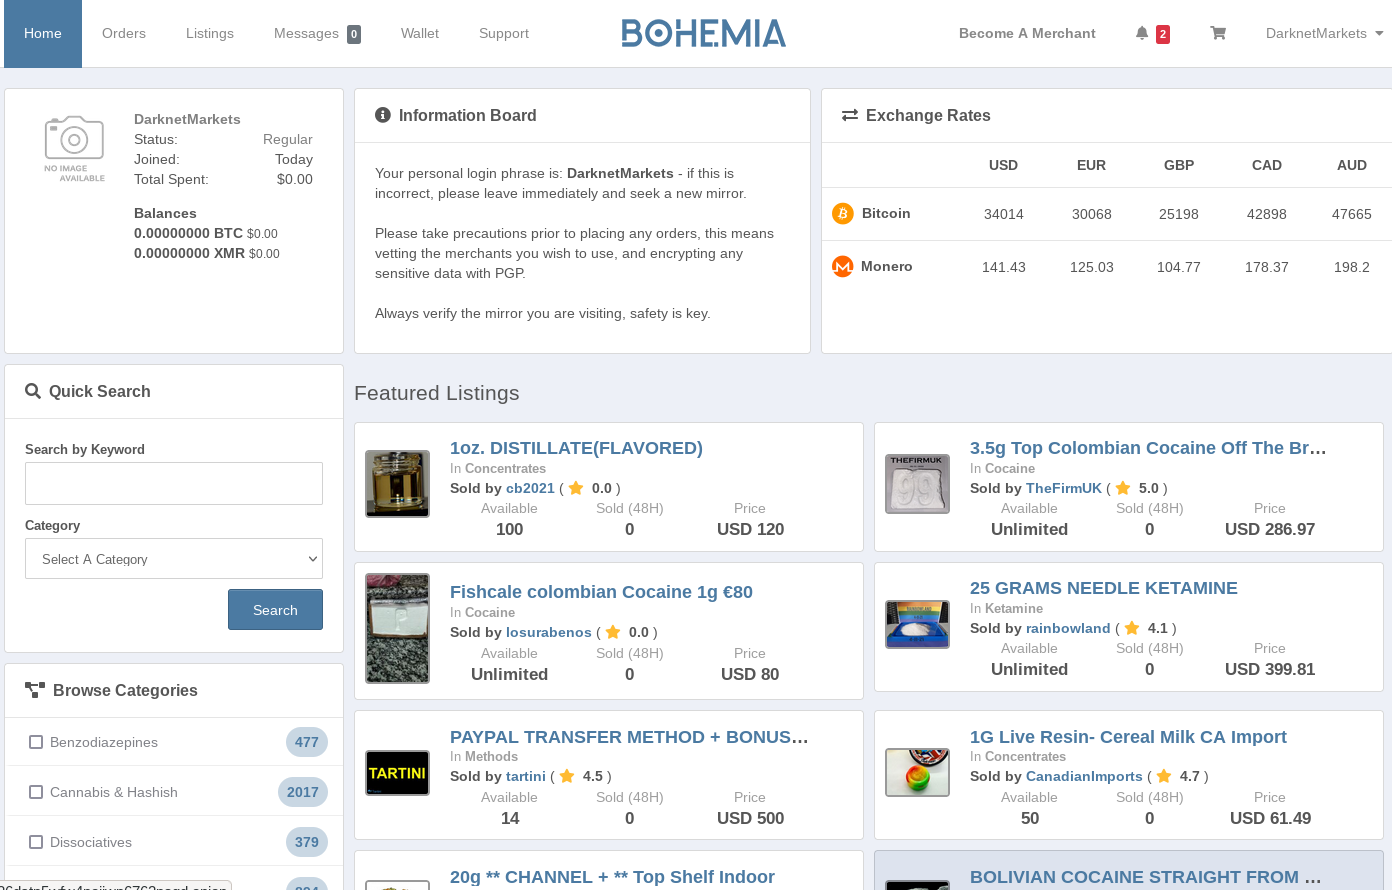 Home Orders Listings Messages 0 Wallet Support BOHEMIA Become A Merchant 2 DarknetMarkets
NO IMAGE
AVAILABLE
DarknetMarkets
Status: Regular
Joined: Today
Total Spent: $0.00
Balances
0.00000000 BTC $0.00
0.00000000 XMR $0.00
Information Board
Your personal login phrase is: DarknetMarkets - if this is
incorrect, please leave immediately and seek a new mirror.
Please take precautions prior to placing any orders, this means
vetting the merchants you wish to use, and encrypting any
sensitive data with PGP.
Always verify the mirror you are visiting, safety is key.
Exchange Rates
USD EUR GBP CAD AUD
Bitcoin 34014 30068 25198 42898 47665
Monero 141.43 125.03 104.77 178.37 198.2
Quick Search
Search by Keyword
Category
Select A Category
Search
Browse Categories
Benzodiazepines 477
Cannabis & Hashish 2017
Dissociatives 379
Featured Listings
1oz. DISTILLATE(FLAVORED)
In Concentrates
Sold by cb2021 ( 0.0 )
Available Sold (48H) Price
100 0 USD 120
THEFIRMUK
3.5g Top Colombian Cocaine Off The Br...
In Cocaine
Sold by TheFirmUK ( 5.0 )
Available Sold (48H) Price
Unlimited 0 USD 286.97
Fishcale colombian Cocaine 1g €80
In Cocaine
Sold by losurabenos ( 0.0 )
Available Sold (48H) Price
Unlimited 0 USD 80
25 GRAMS NEEDLE KETAMINE
In Ketamine
Sold by rainbowland ( 4.1 )
Available Sold (48H) Price
Unlimited 0 USD 399.81
TARTINI
PAYPAL TRANSFER METHOD + BONUS...
In Methods
Sold by tartini ( 4.5 )
Available Sold (48H) Price
14 0 USD 500
1G Live Resin- Cereal Milk CA Import
In Concentrates
Sold by CanadianImports ( 4.7 )
Available Sold (48H) Price
50 0 USD 61.49
20g ** CHANNEL + ** Top Shelf Indoor
BOLIVIAN COCAINE STRAIGHT FROM ...